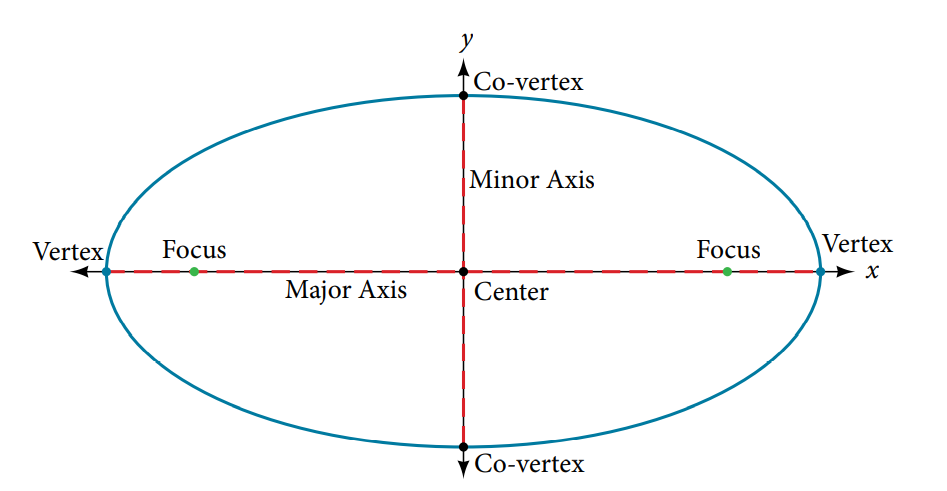 y
Co-vertex
Minor Axis
Vertex
Focus
Focus
Vertex
x
Major Axis
Center
Co-vertex